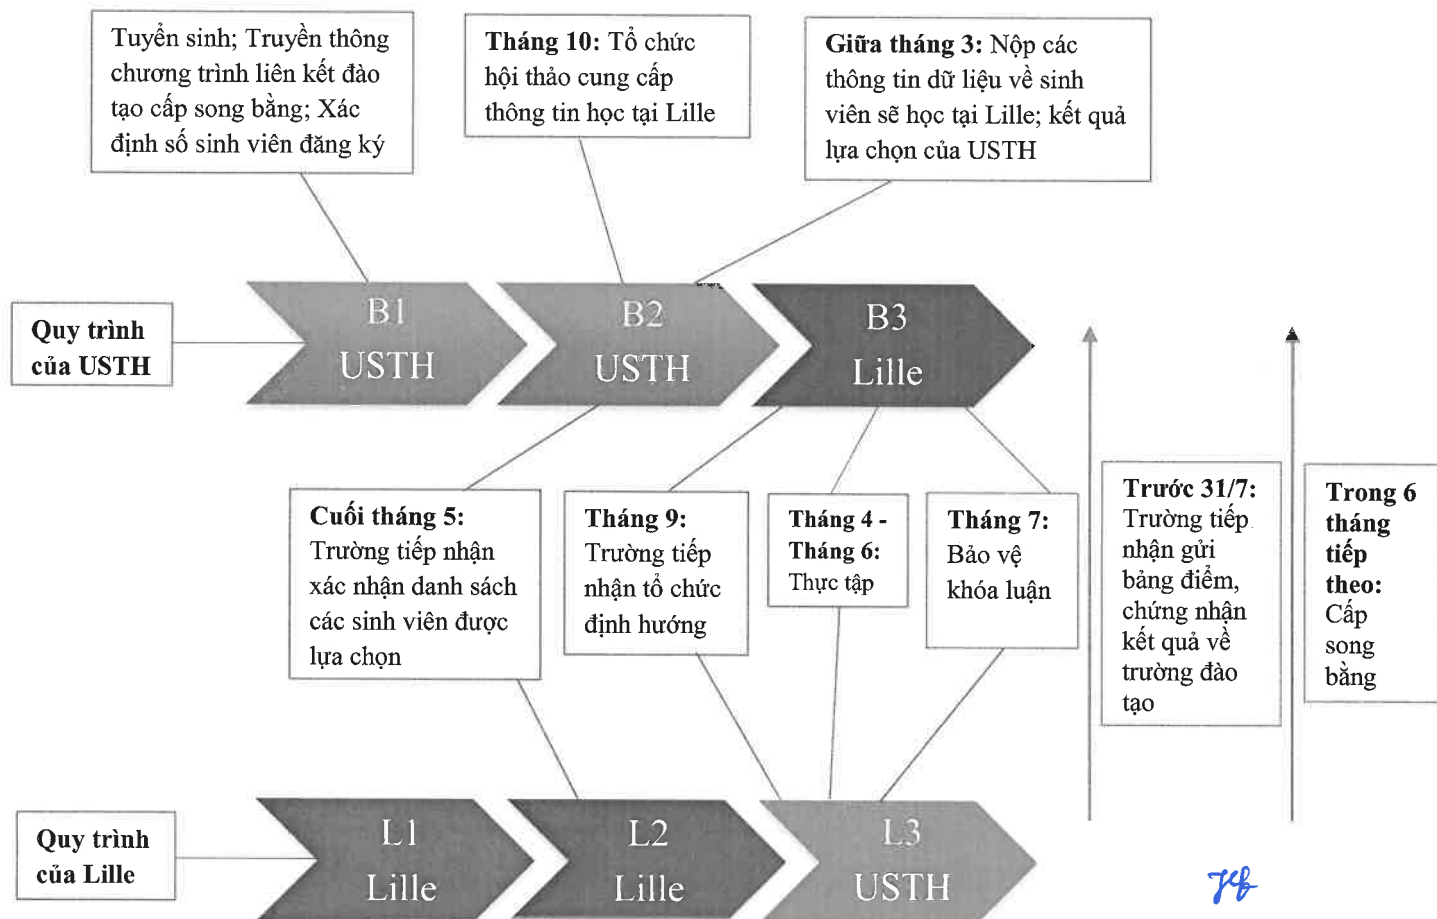 Tuyển sinh; Truyền thông
chương trình liên kết đào
tạo cấp song bằng; Xác
định số sinh viên đăng ký
Tháng 10: Tổ chức
hội thảo cung cấp
thông tin học tại Lille
Giữa tháng 3: Nộp các
thông tin dữ liệu về sinh
viên sẽ học tại Lille; kết quả
lựa chọn của USTH
Quy trình
của USTH
B1
USTH
B2
USTH
B3
Lille
Cuối tháng 5:
Trường tiếp nhận
xác nhận danh sách
các sinh viên được
lựa chọn
Tháng 9:
Trường tiếp
nhận tổ chức
định hướng
Tháng 4 -
Tháng 6:
Thực tập
Tháng 7:
Bảo vệ
khóa luận
Trước 31/7:
Trường tiếp
nhận gửi
bảng điểm,
chứng nhận
kết quả về
trường đào
tạo
Trong 6
tháng
tiếp
theo:
Cấp
song
bằng
Quy trình
của Lille
L1
Lille
L2
Lille
L3
USTH